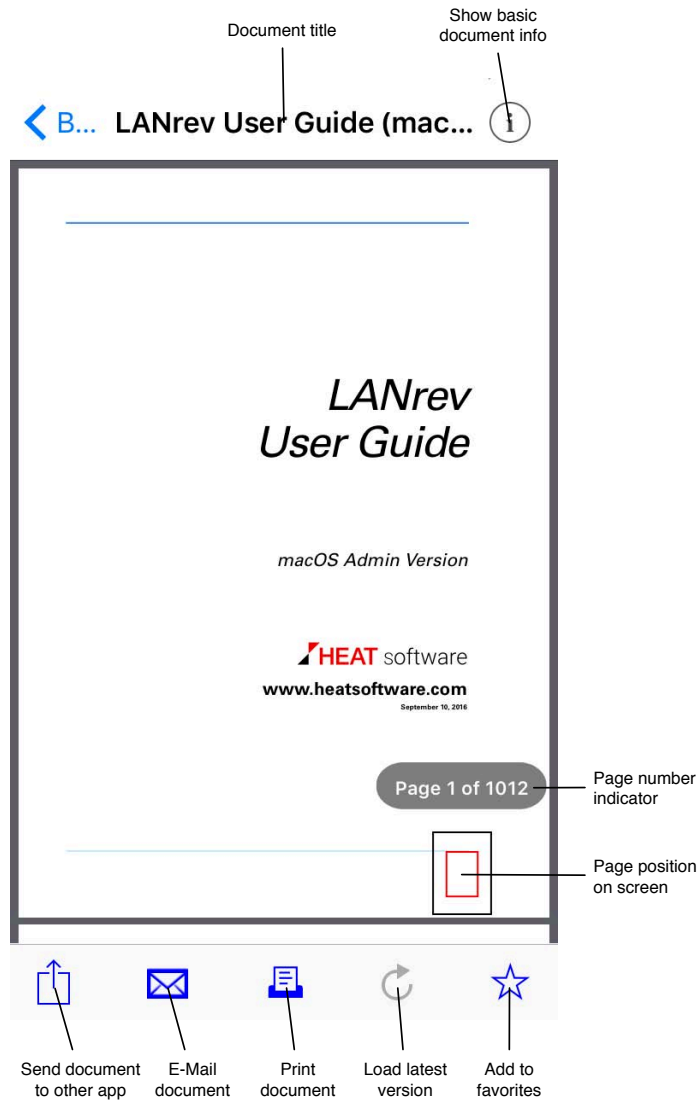 Document title
Show basic
document info
B... LANrev User Guide (mac... i
LANrev
User Guide
macOS Admin Version
HEAT software
www.heatsoftware.com
September 10, 2016
Page 1 of 1012
Page number
indicator
Page position
on screen
Send document
to other app
E-Mail
document
Print
document
Load latest
version
Add to
favorites